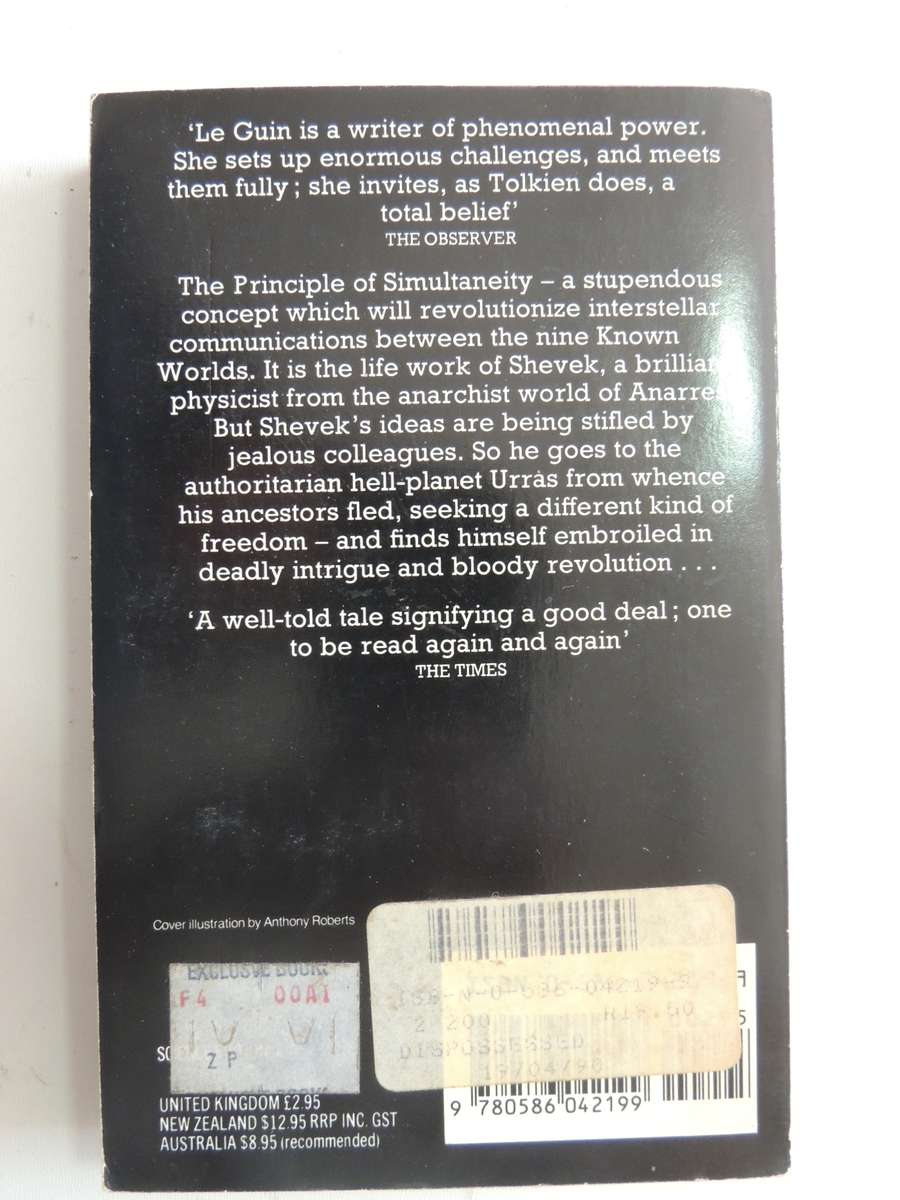 ‘Le Guin is a writer of phenomenal power.
She sets up enormous challenges, and meets
them fully; she invites, as Tolkien does, a
total belief’
THE OBSERVER
The Principle of Simultaneity – a stupendous
concept which will revolutionize interstellar
communications between the nine Known
Worlds. It is the life work of Shevek, a
physicist from the anarchist world of
But Shevek’s ideas are being stifled by
jealous colleagues. So he goes to the
authoritarian hell-planet Urras from whence
his ancestors fled, seeking a different kind of
freedom – and finds himself embroiled in
deadly intrigue and bloody revolution . . .
‘A well-told tale signifying a good deal; one
to be read again and again’
THE TIMES
Cover illustration by Anthony Roberts
F4 00A1
2 P
DISPOSSESSED
UNITED KINGDOM £2.95
NEW ZEALAND $12.95 RRP INC. GST
AUSTRALIA $8.95 (recommended)
9 780586 042199